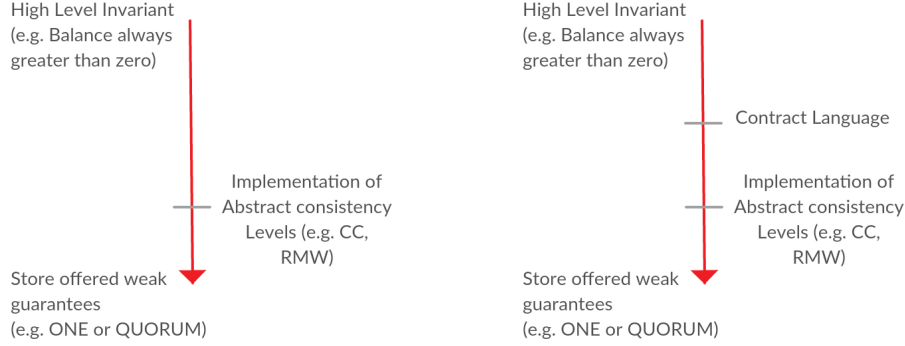 High Level Invariant
(e.g. Balance always
greater than zero)
Implementation of
Abstract consistency
Levels (e.g. CC,
RMW)
Store offered weak
guarantees
(e.g. ONE or QUORUM)
High Level Invariant
(e.g. Balance always
greater than zero)
Contract Language
Implementation of
Abstract consistency
Levels (e.g. CC,
RMW)
Store offered weak
guarantees
(e.g. ONE or QUORUM)